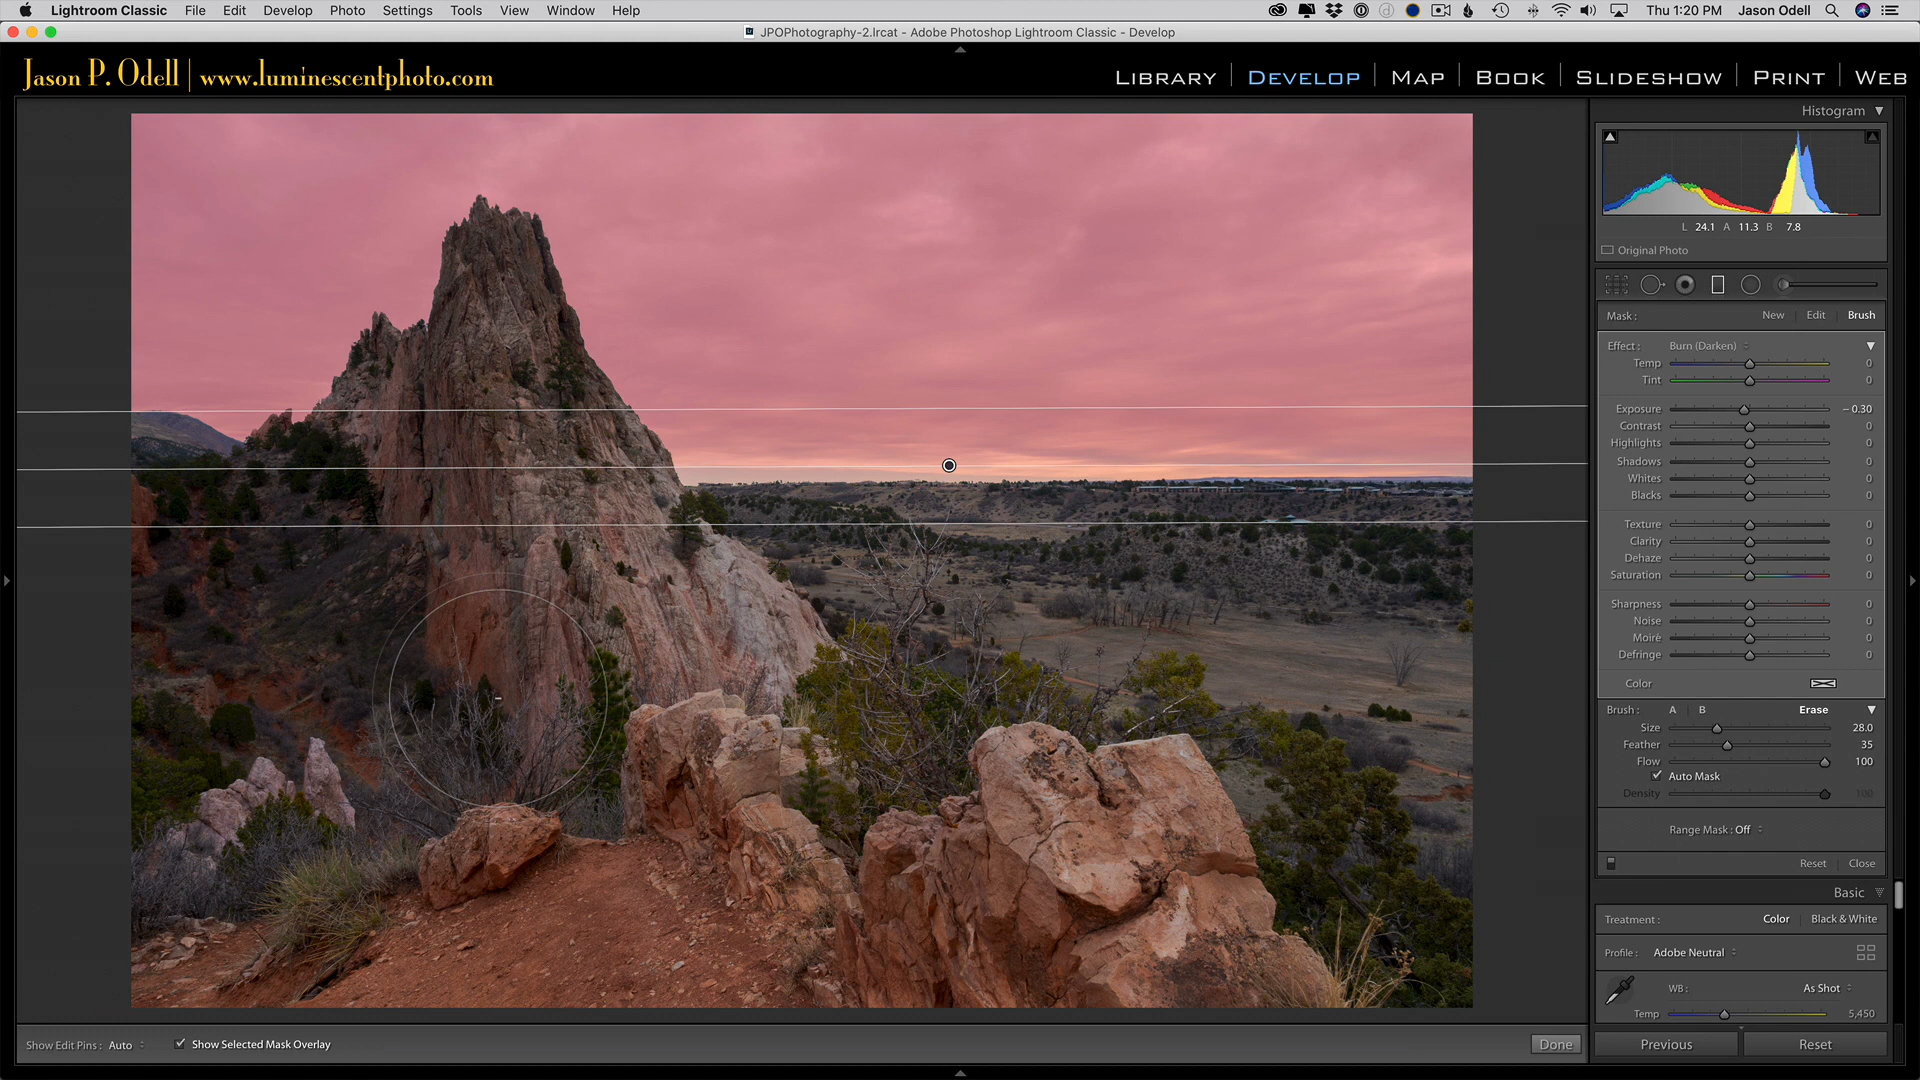 Lightroom Classic File Edit Develop Photo Settings Tools View Window Help Thu 1:20 PM Jason Odell
JPOPhotography-2.lrcat - Adobe Photoshop Lightroom Classic - Develop
Jason P. Odell | www.luminescentphoto.com
Library | Develop | Map | Book | Slideshow | Print | Web
Histogram
L 24.1 A 11.3 B 7.8
Original Photo
Mask : New Edit Brush
Effect : Burn (Darken)
Temp 0
Tint 0
Exposure – 0.30
Contrast 0
Highlights 0
Shadows 0
Whites 0
Blacks 0
Texture 0
Clarity 0
Dehaze 0
Saturation 0
Sharpness 0
Noise 0
Moiré 0
Defringe 0
Color
Brush : A B Erase
Size 28.0
Feather 35
Flow 100
Auto Mask
Density 100
Range Mask : Off
Reset Close
Basic
Treatment : Color Black & White
Profile : Adobe Neutral
WB : As Shot
Temp 5,450
Show Edit Pins : Auto Show Selected Mask Overlay Done Previous Reset